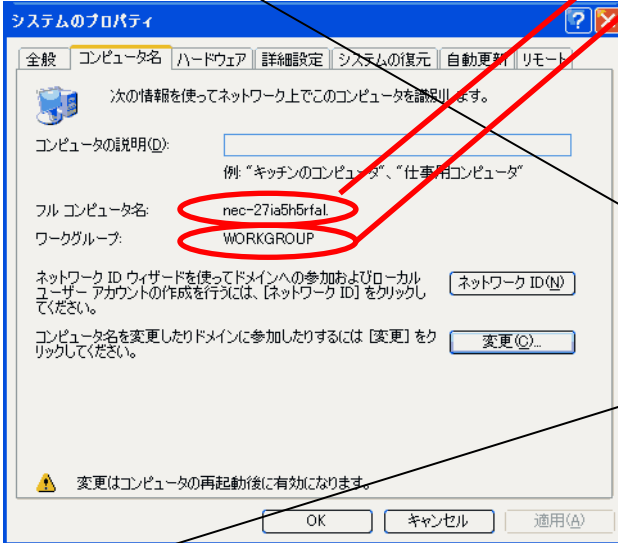 システムのプロパティ
全般 コンピュータ名 ハードウェア 詳細設定 システムの復元 自動更新 リモート
次の情報を使ってネットワーク上でこのコンピュータを識別します。
コンピュータの説明(D):
例: "キッチンのコンピュータ"、"仕事用コンピュータ"
フル コンピュータ名: nec-27ia5h5rfal.
ワークグループ: WORKGROUP
ネットワーク ID ウィザードを使ってドメインへの参加およびローカル
ユーザー アカウントの作成を行うには、[ネットワーク ID] をクリックし
てください。
ネットワーク ID(N)
コンピュータ名を変更したりドメインに参加したりするには [変更] をク
リックしてください。
変更(C)...
変更はコンピュータの再起動後に有効になります。
OK キャンセル 適用(A)